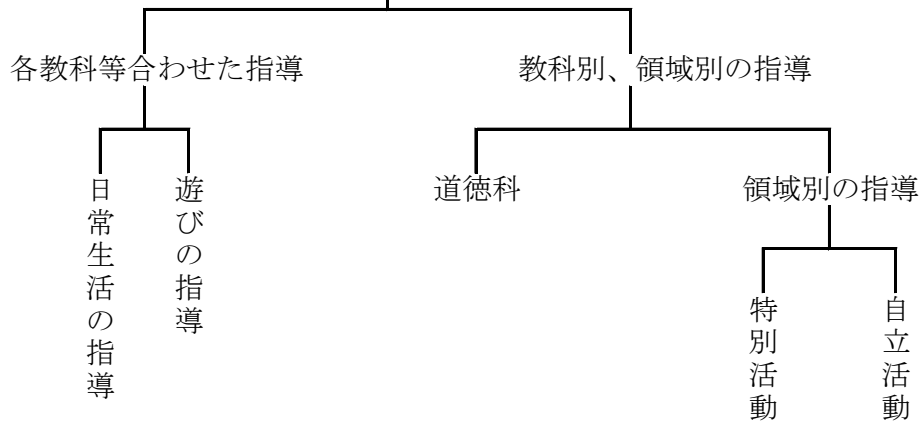 各教科等合わせた指導
教科別、領域別の指導
日常生活の指導
遊びの指導
道徳科
領域別の指導
特別活動
自立活動